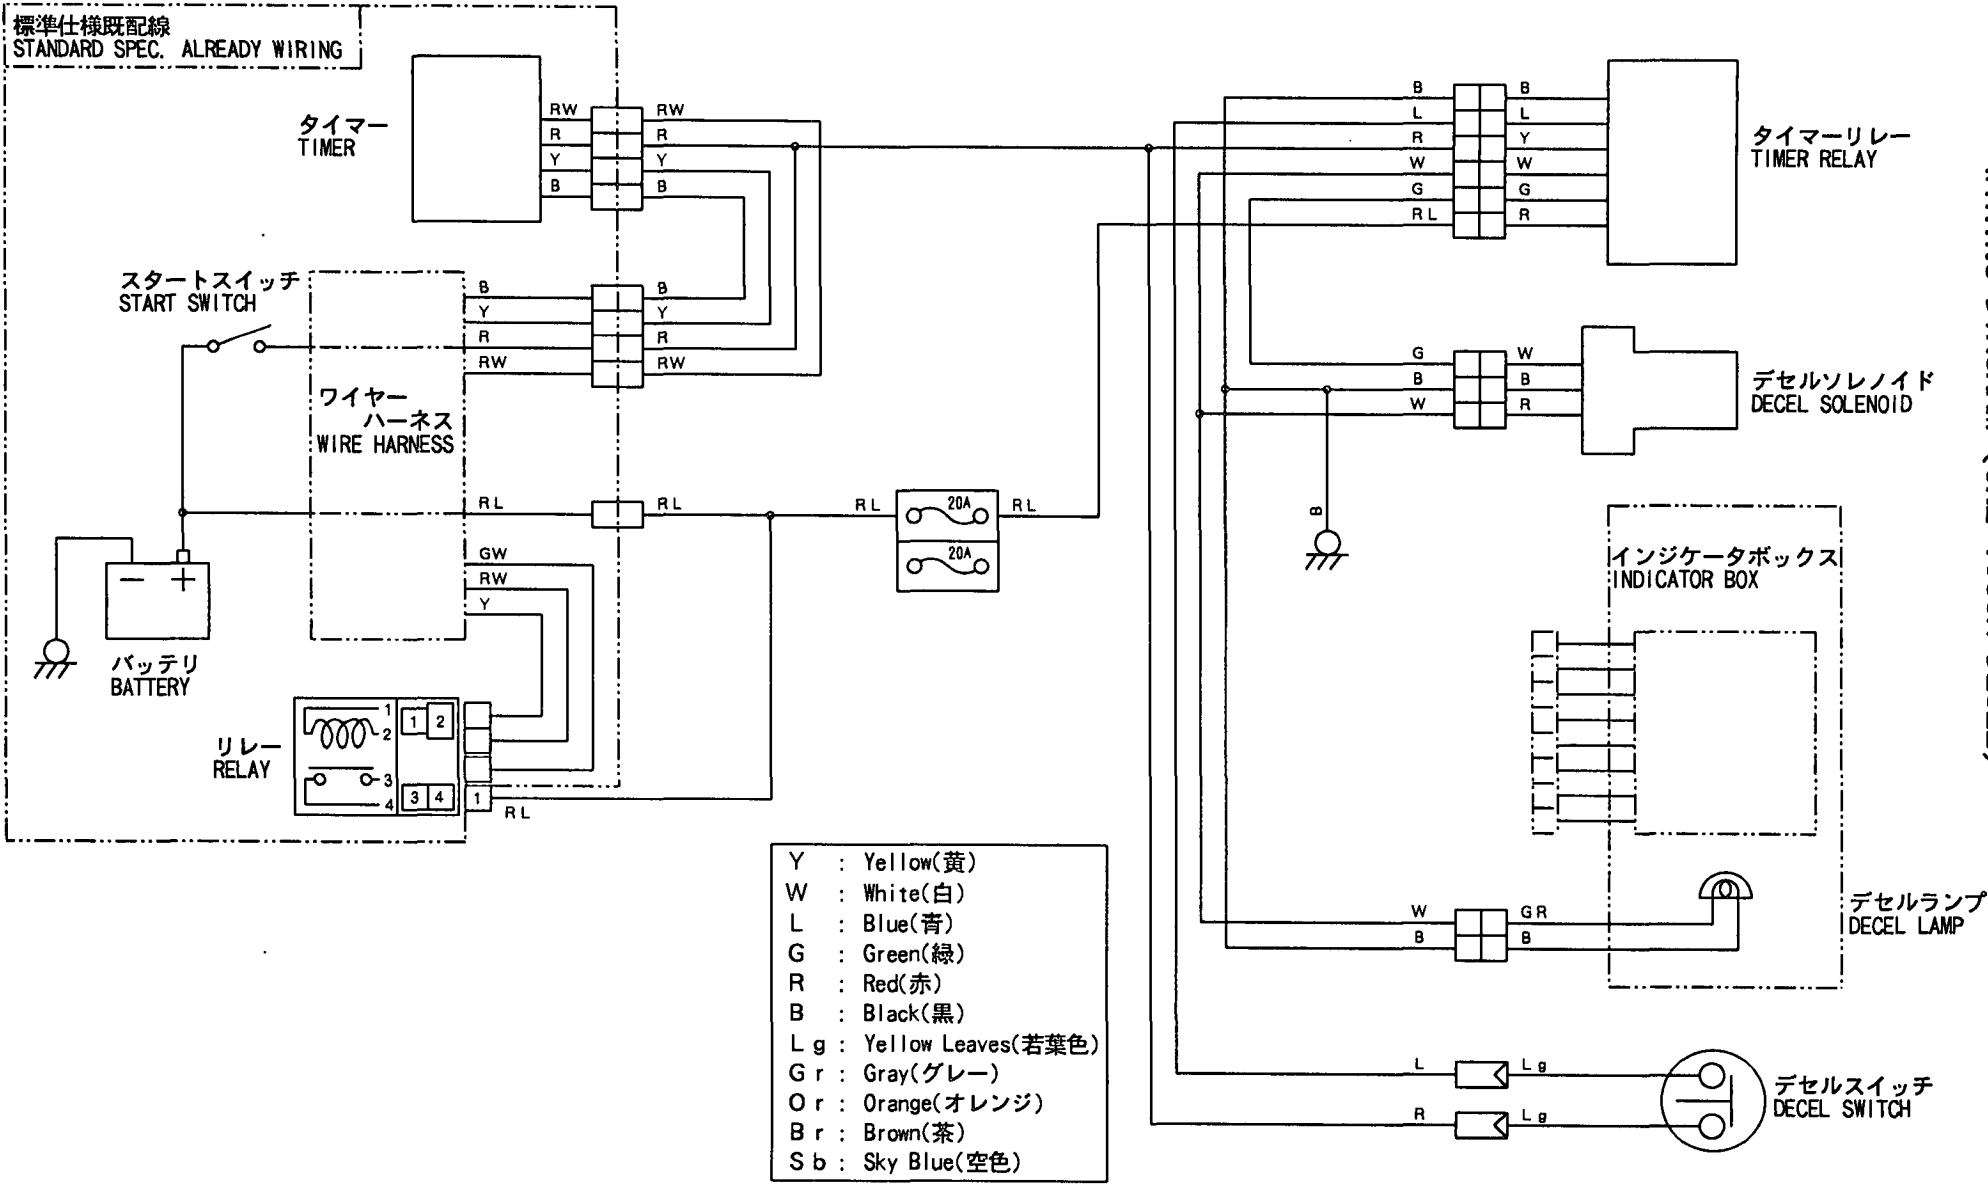 標準仕様既配線
STANDARD SPEC. ALREADY WIRING
タイマー
TIMER
RW
R
Y
B
RW
R
Y
B
B
L
R
W
G
RL
B
L
Y
W
G
R
タイマーリレー
TIMER RELAY
スタートスイッチ
START SWITCH
B
Y
R
RW
B
Y
R
RW
ワイヤー
ハーネス
WIRE HARNESS
G
B
W
W
B
R
デセルソレノイド
DECEL SOLENOID
RL
RL
RL
20A
RL
20A
B
GW
RW
Y
− +
バッテリ
BATTERY
インジケータボックス
INDICATOR BOX
リレー
RELAY
1
2
3
4
1 2
3 4
1
RL
Y : Yellow(黄)
W : White(白)
L : Blue(青)
G : Green(緑)
R : Red(赤)
B : Black(黒)
Lg : Yellow Leaves(若葉色)
Gr : Gray(グレー)
Or : Orange(オレンジ)
Br : Brown(茶)
Sb : Sky Blue(空色)
W
B
GR
B
デセルランプ
DECEL LAMP
L
R
Lg
Lg
デセルスイッチ
DECEL SWITCH